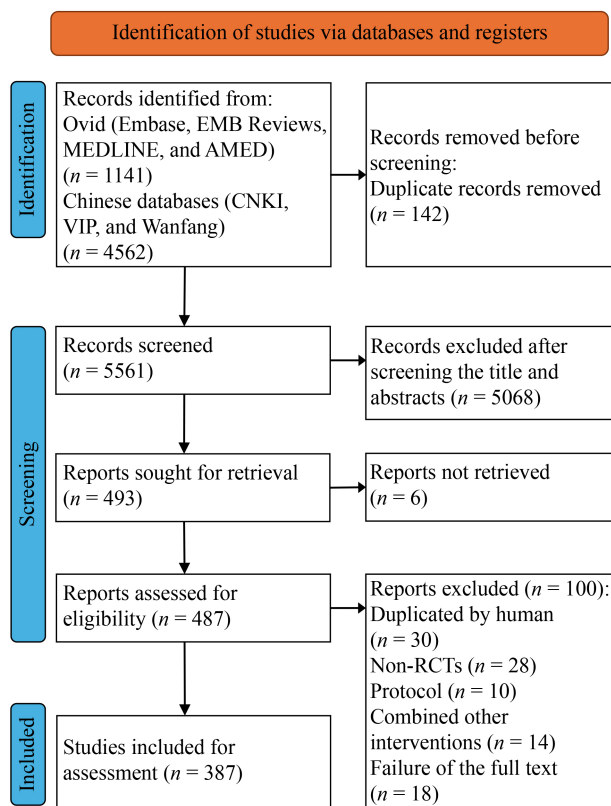 Identification of studies via databases and registers
Identification
Records identified from:
Ovid (Embase, EMB Reviews,
MEDLINE, and AMED)
(n = 1141)
Chinese databases (CNKI,
VIP, and Wanfang)
(n = 4562)
Records removed before
screening:
Duplicate records removed
(n = 142)
Screening
Records screened
(n = 5561)
Records excluded after
screening the title and
abstracts (n = 5068)
Reports sought for retrieval
(n = 493)
Reports not retrieved
(n = 6)
Reports assessed for
eligibility (n = 487)
Reports excluded (n = 100):
Duplicated by human
(n = 30)
Non-RCTs (n = 28)
Protocol (n = 10)
Combined other
interventions (n = 14)
Failure of the full text
(n = 18)
Included
Studies included for
assessment (n = 387)